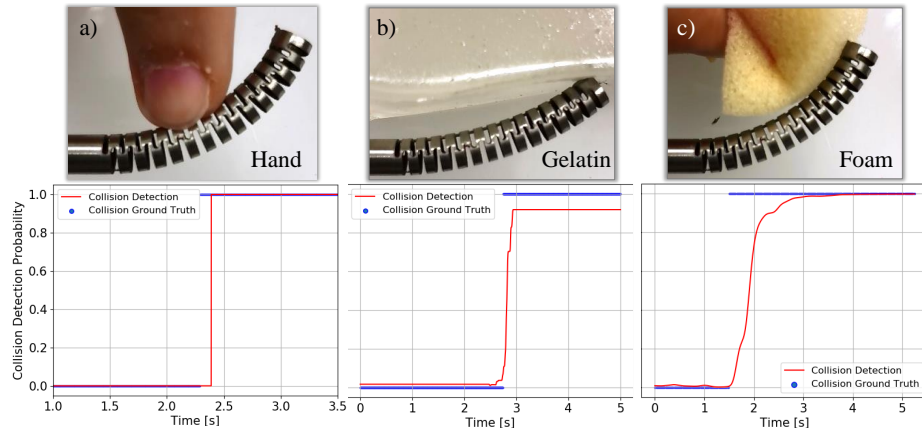 a)
Hand
b)
Gelatin
c)
Foam
Collision Detection Probability
1.0
0.8
0.6
0.4
0.2
0.0
Collision Detection
Collision Ground Truth
1.0 1.5 2.0 2.5 3.0 3.5
Time [s]
Collision Detection
Collision Ground Truth
0 1 2 3 4 5
Time [s]
Collision Detection
Collision Ground Truth
0 1 2 3 4 5
Time [s]